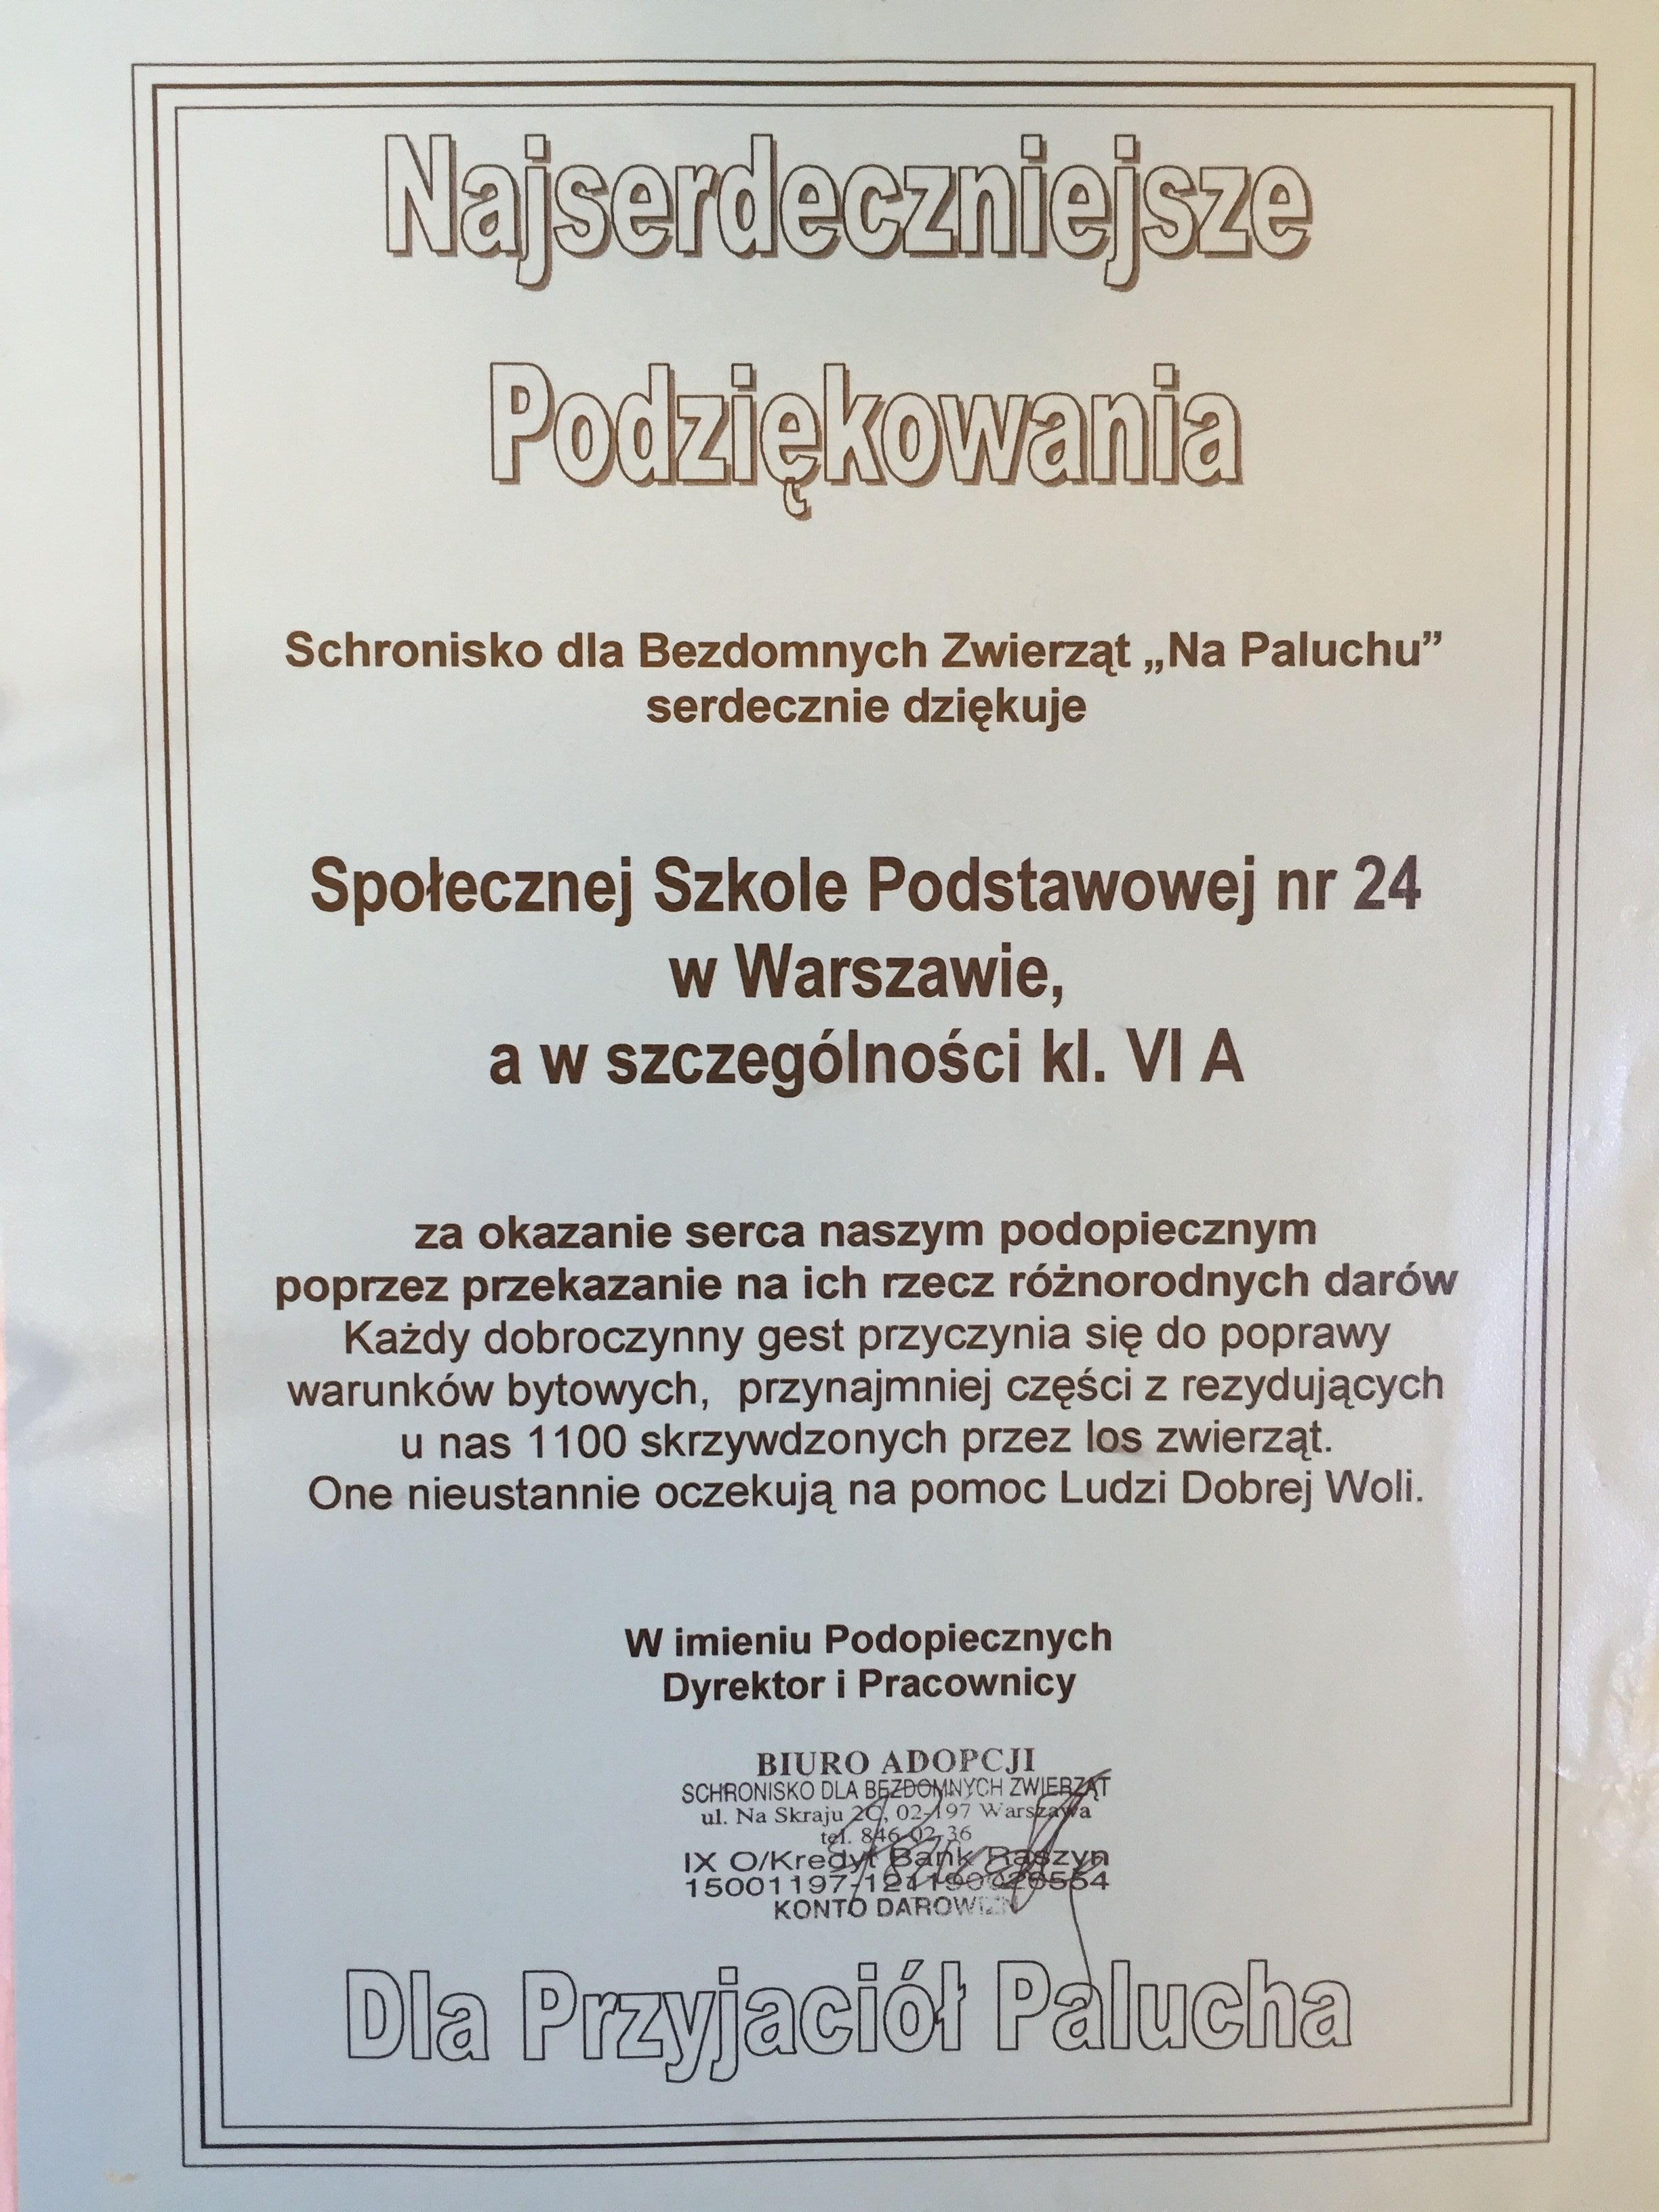 Najserdeczniejsze
Podziękowania
Schronisko dla Bezdomnych Zwierząt „Na Paluchu”
serdecznie dziękuje
Społecznej Szkole Podstawowej nr 24
w Warszawie,
a w szczególności kl. VI A
za okazanie serca naszym podopiecznym
poprzez przekazanie na ich rzecz różnorodnych darów
Każdy dobroczynny gest przyczynia się do poprawy
warunków bytowych, przynajmniej części z rezydujących
u nas 1100 skrzywdzonych przez los zwierząt.
One nieustannie oczekują na pomoc Ludzi Dobrej Woli.
W imieniu Podopiecznych
Dyrektor i Pracownicy
BIURO ADOPCJI
SCHRONISKO DLA BEZDOMNYCH ZWIERZĄT
ul. Na Skraju 2C, 02-197 Warszawa
tel. 846-02-36
IX O/Kredyt Bank Raszyn
KONTO DAROWIZN
Dla Przyjaciół Palucha